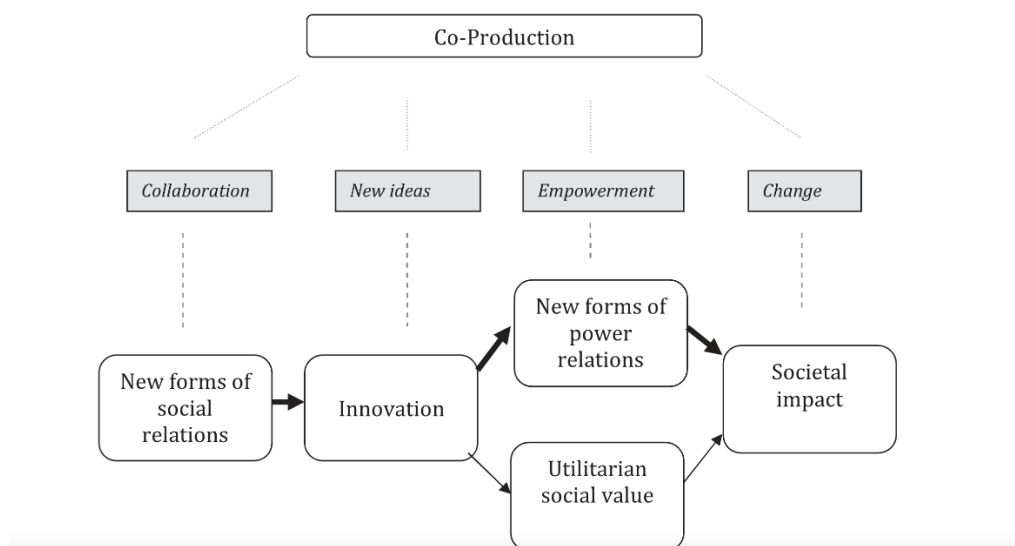 Co-Production
Collaboration
New ideas
Empowerment
Change
New forms of
social
relations
Innovation
New forms of
power
relations
Utilitarian
social value
Societal
impact